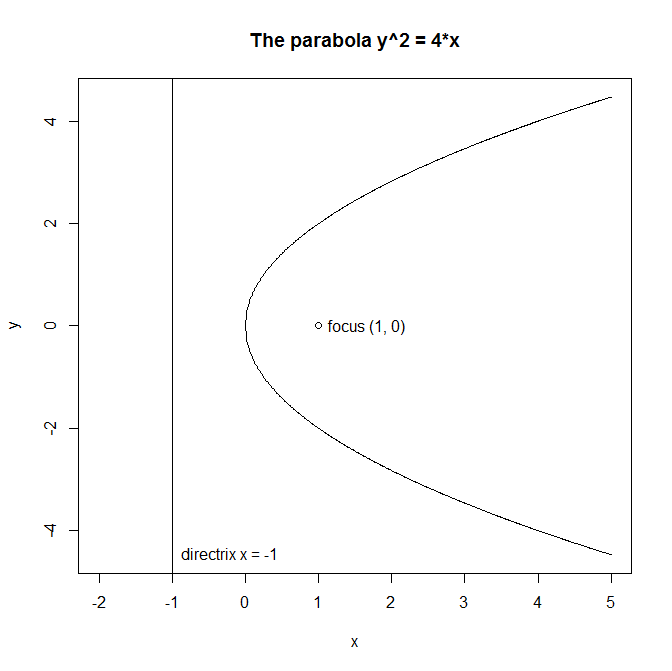 The parabola y^2 = 4*x
4
2
0
-2
-4
y
focus (1, 0)
directrix x = -1
-2 -1 0 1 2 3 4 5
x